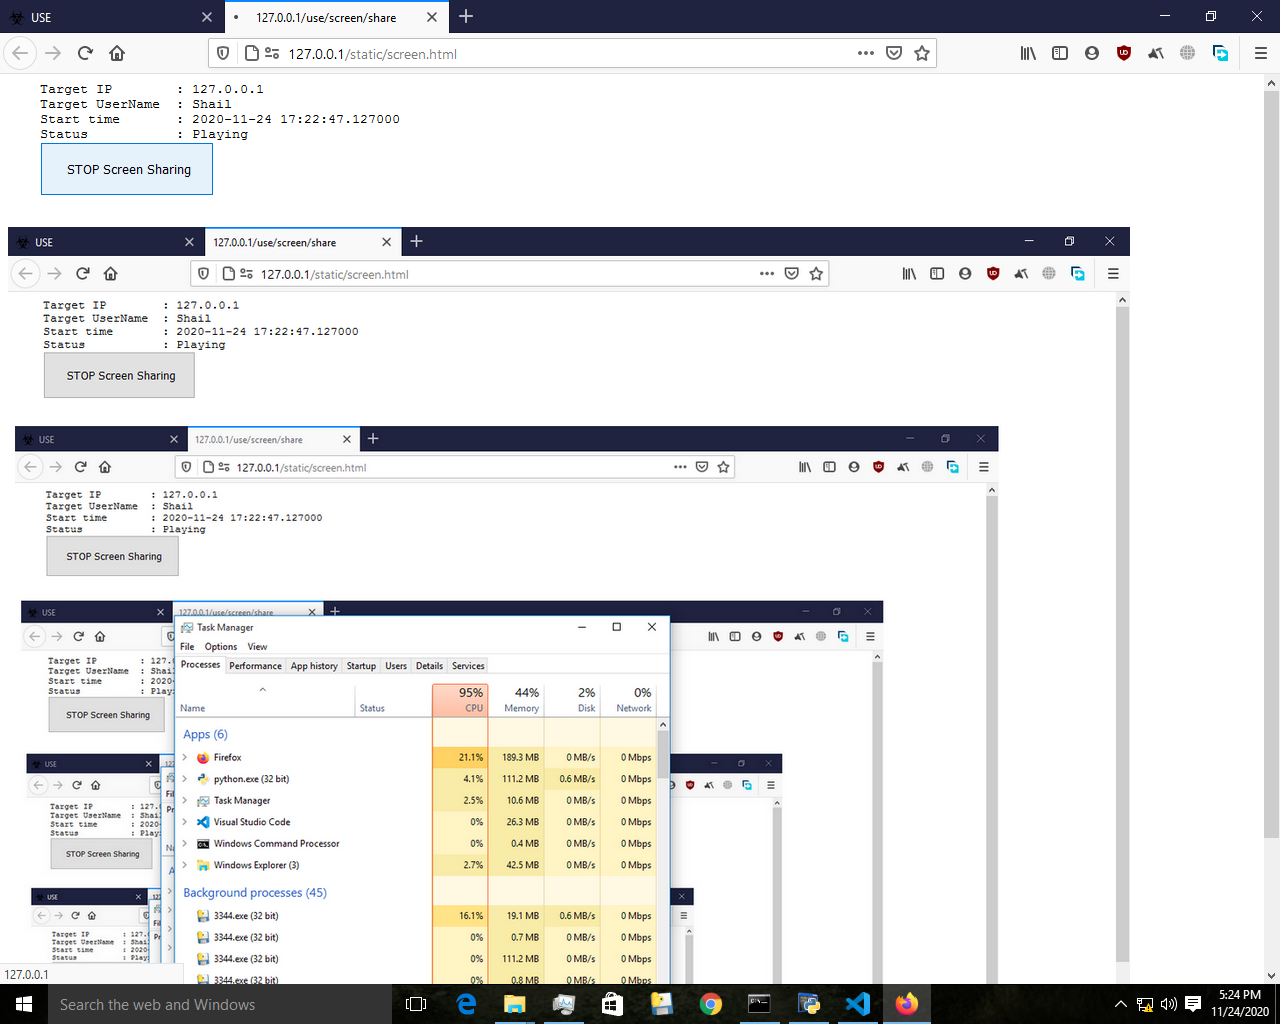 USE
127.0.0.1/use/screen/share
127.0.0.1/static/screen.html
Target IP : 127.0.0.1
Target UserName : Shail
Start time : 2020-11-24 17:22:47.127000
Status : Playing
STOP Screen Sharing
USE
127.0.0.1/use/screen/share
127.0.0.1/static/screen.html
Target IP : 127.0.0.1
Target UserName : Shail
Start time : 2020-11-24 17:22:47.127000
Status : Playing
STOP Screen Sharing
USE
127.0.0.1/use/screen/share
127.0.0.1/static/screen.html
Target IP : 127.0.0.1
Target UserName : Shail
Start time : 2020-11-24 17:22:47.127000
Status : Playing
STOP Screen Sharing
USE
127.0.0.1/use/screen/share
Target IP : 127.
Target UserName : Shai
Start time : 2020
Status : Play
STOP Screen Sharing
Task Manager
File Options View
Processes Performance App history Startup Users Details Services
95% 44% 2% 0%
Name Status CPU Memory Disk Network
Apps (6)
Firefox 21.1% 189.3 MB 0 MB/s 0 Mbps
python.exe (32 bit) 4.1% 111.2 MB 0.6 MB/s 0 Mbps
Task Manager 2.5% 10.6 MB 0 MB/s 0 Mbps
Visual Studio Code 0% 26.3 MB 0 MB/s 0 Mbps
Windows Command Processor 0% 0.4 MB 0 MB/s 0 Mbps
Windows Explorer (3) 2.7% 42.5 MB 0 MB/s 0 Mbps
Background processes (45)
3344.exe (32 bit) 16.1% 19.1 MB 0.6 MB/s 0 Mbps
3344.exe (32 bit) 0% 0.7 MB 0 MB/s 0 Mbps
3344.exe (32 bit) 0% 111.2 MB 0 MB/s 0 Mbps
3344.exe (32 bit) 0% 0.8 MB 0 MB/s 0 Mbps
USE
Target IP : 127.
Target UserName : Shai
Start time : 2020
Status : Play
STOP Screen Sharing
USE
Target IP : 127.
Target UserName : Shai
Start time : 2020
Status : Play
127.0.0.1
Search the web and Windows
5:24 PM
11/24/2020